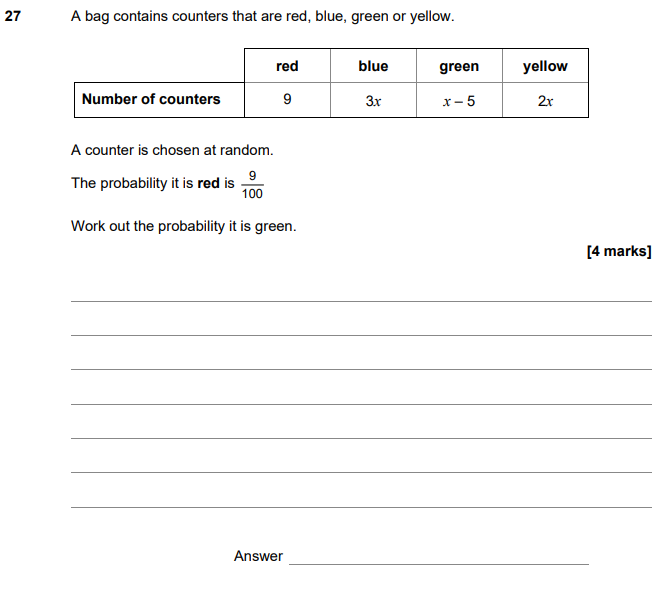 27 A bag contains counters that are red, blue, green or yellow.
red blue green yellow
Number of counters 9 3x x – 5 2x
A counter is chosen at random.
The probability it is red is 9/100
Work out the probability it is green.
[4 marks]
Answer